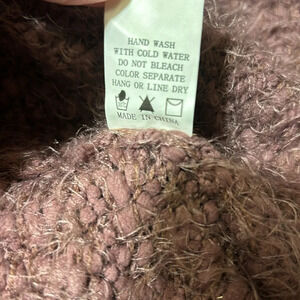 HAND WASH
WITH COLD WATER
DO NOT BLEACH
COLOR SEPARATE
HANG OR LINE DRY
MADE IN CHINA